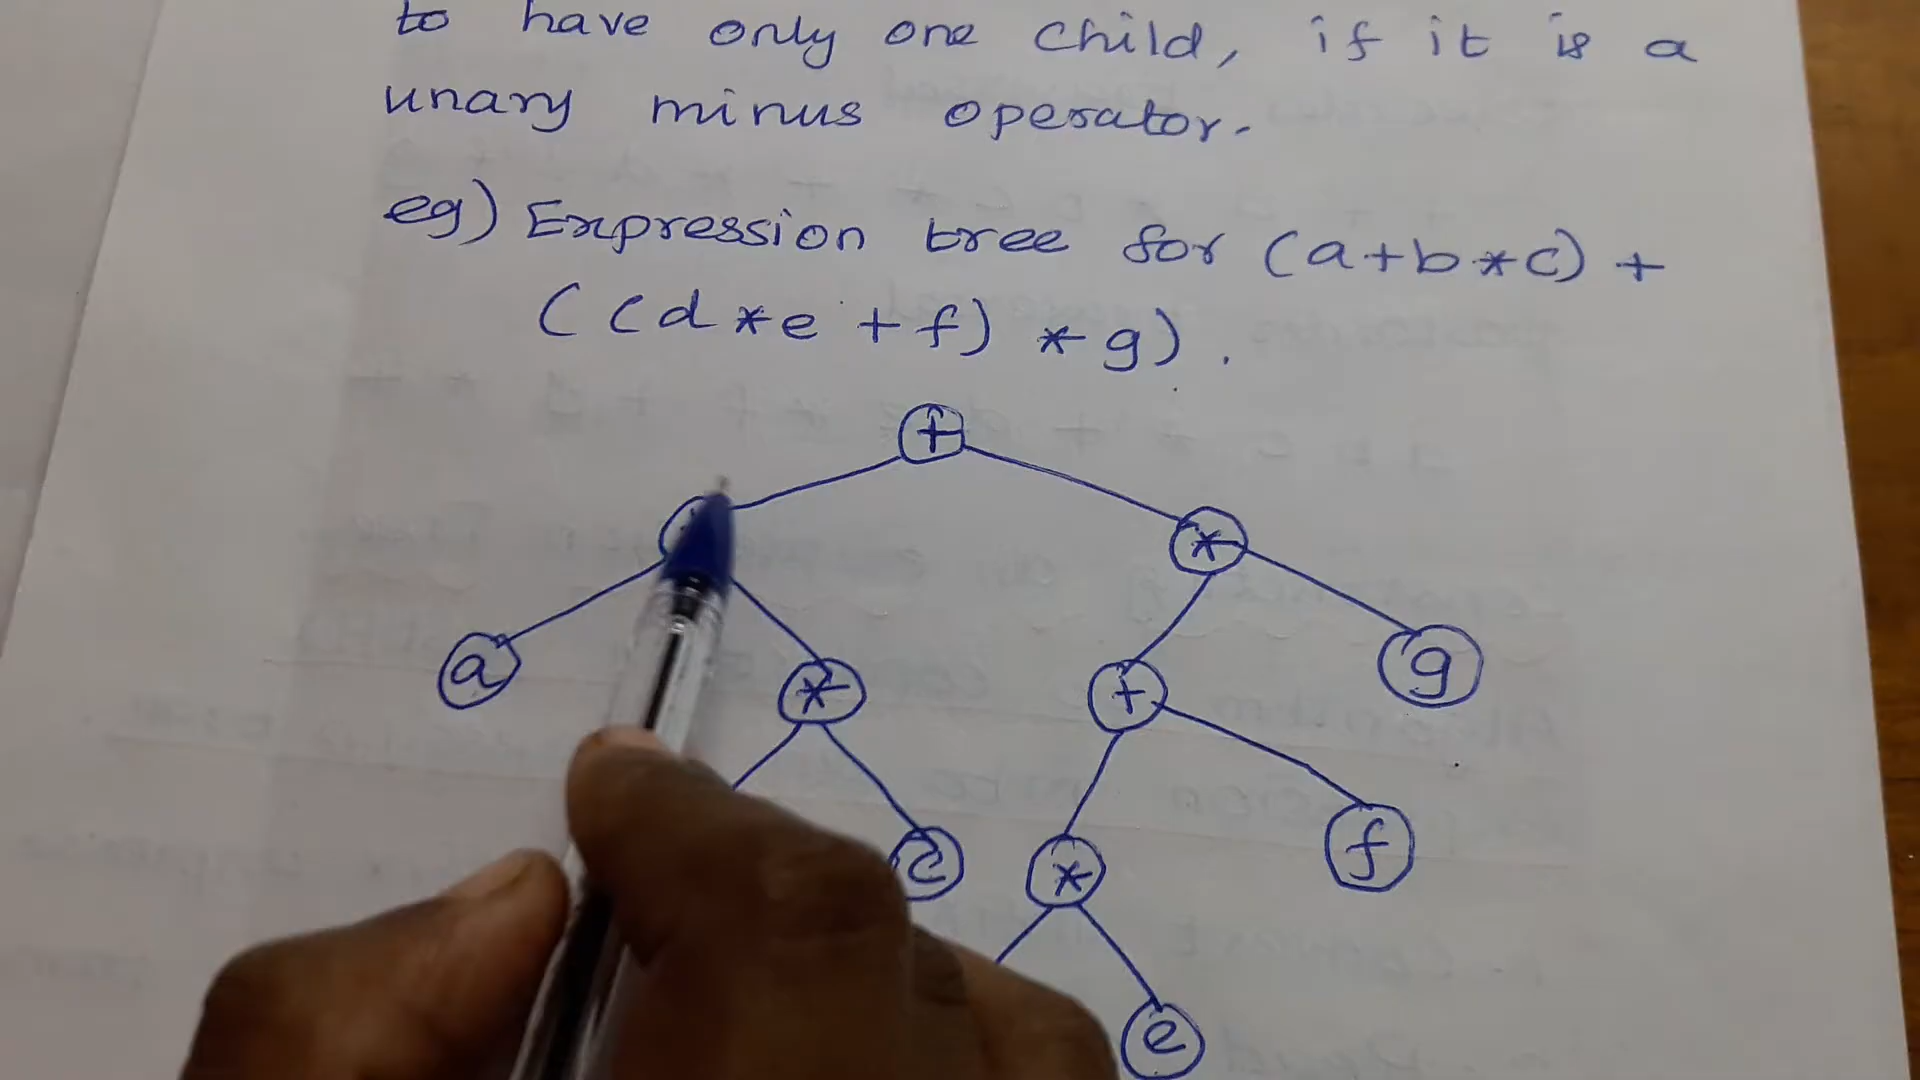 to have only one child, if it is a
unary minus operator.
eg) Expression tree for (a+b*c) +
((d*e+f) *g).
+
*
a
*
+
g
c
*
f
e